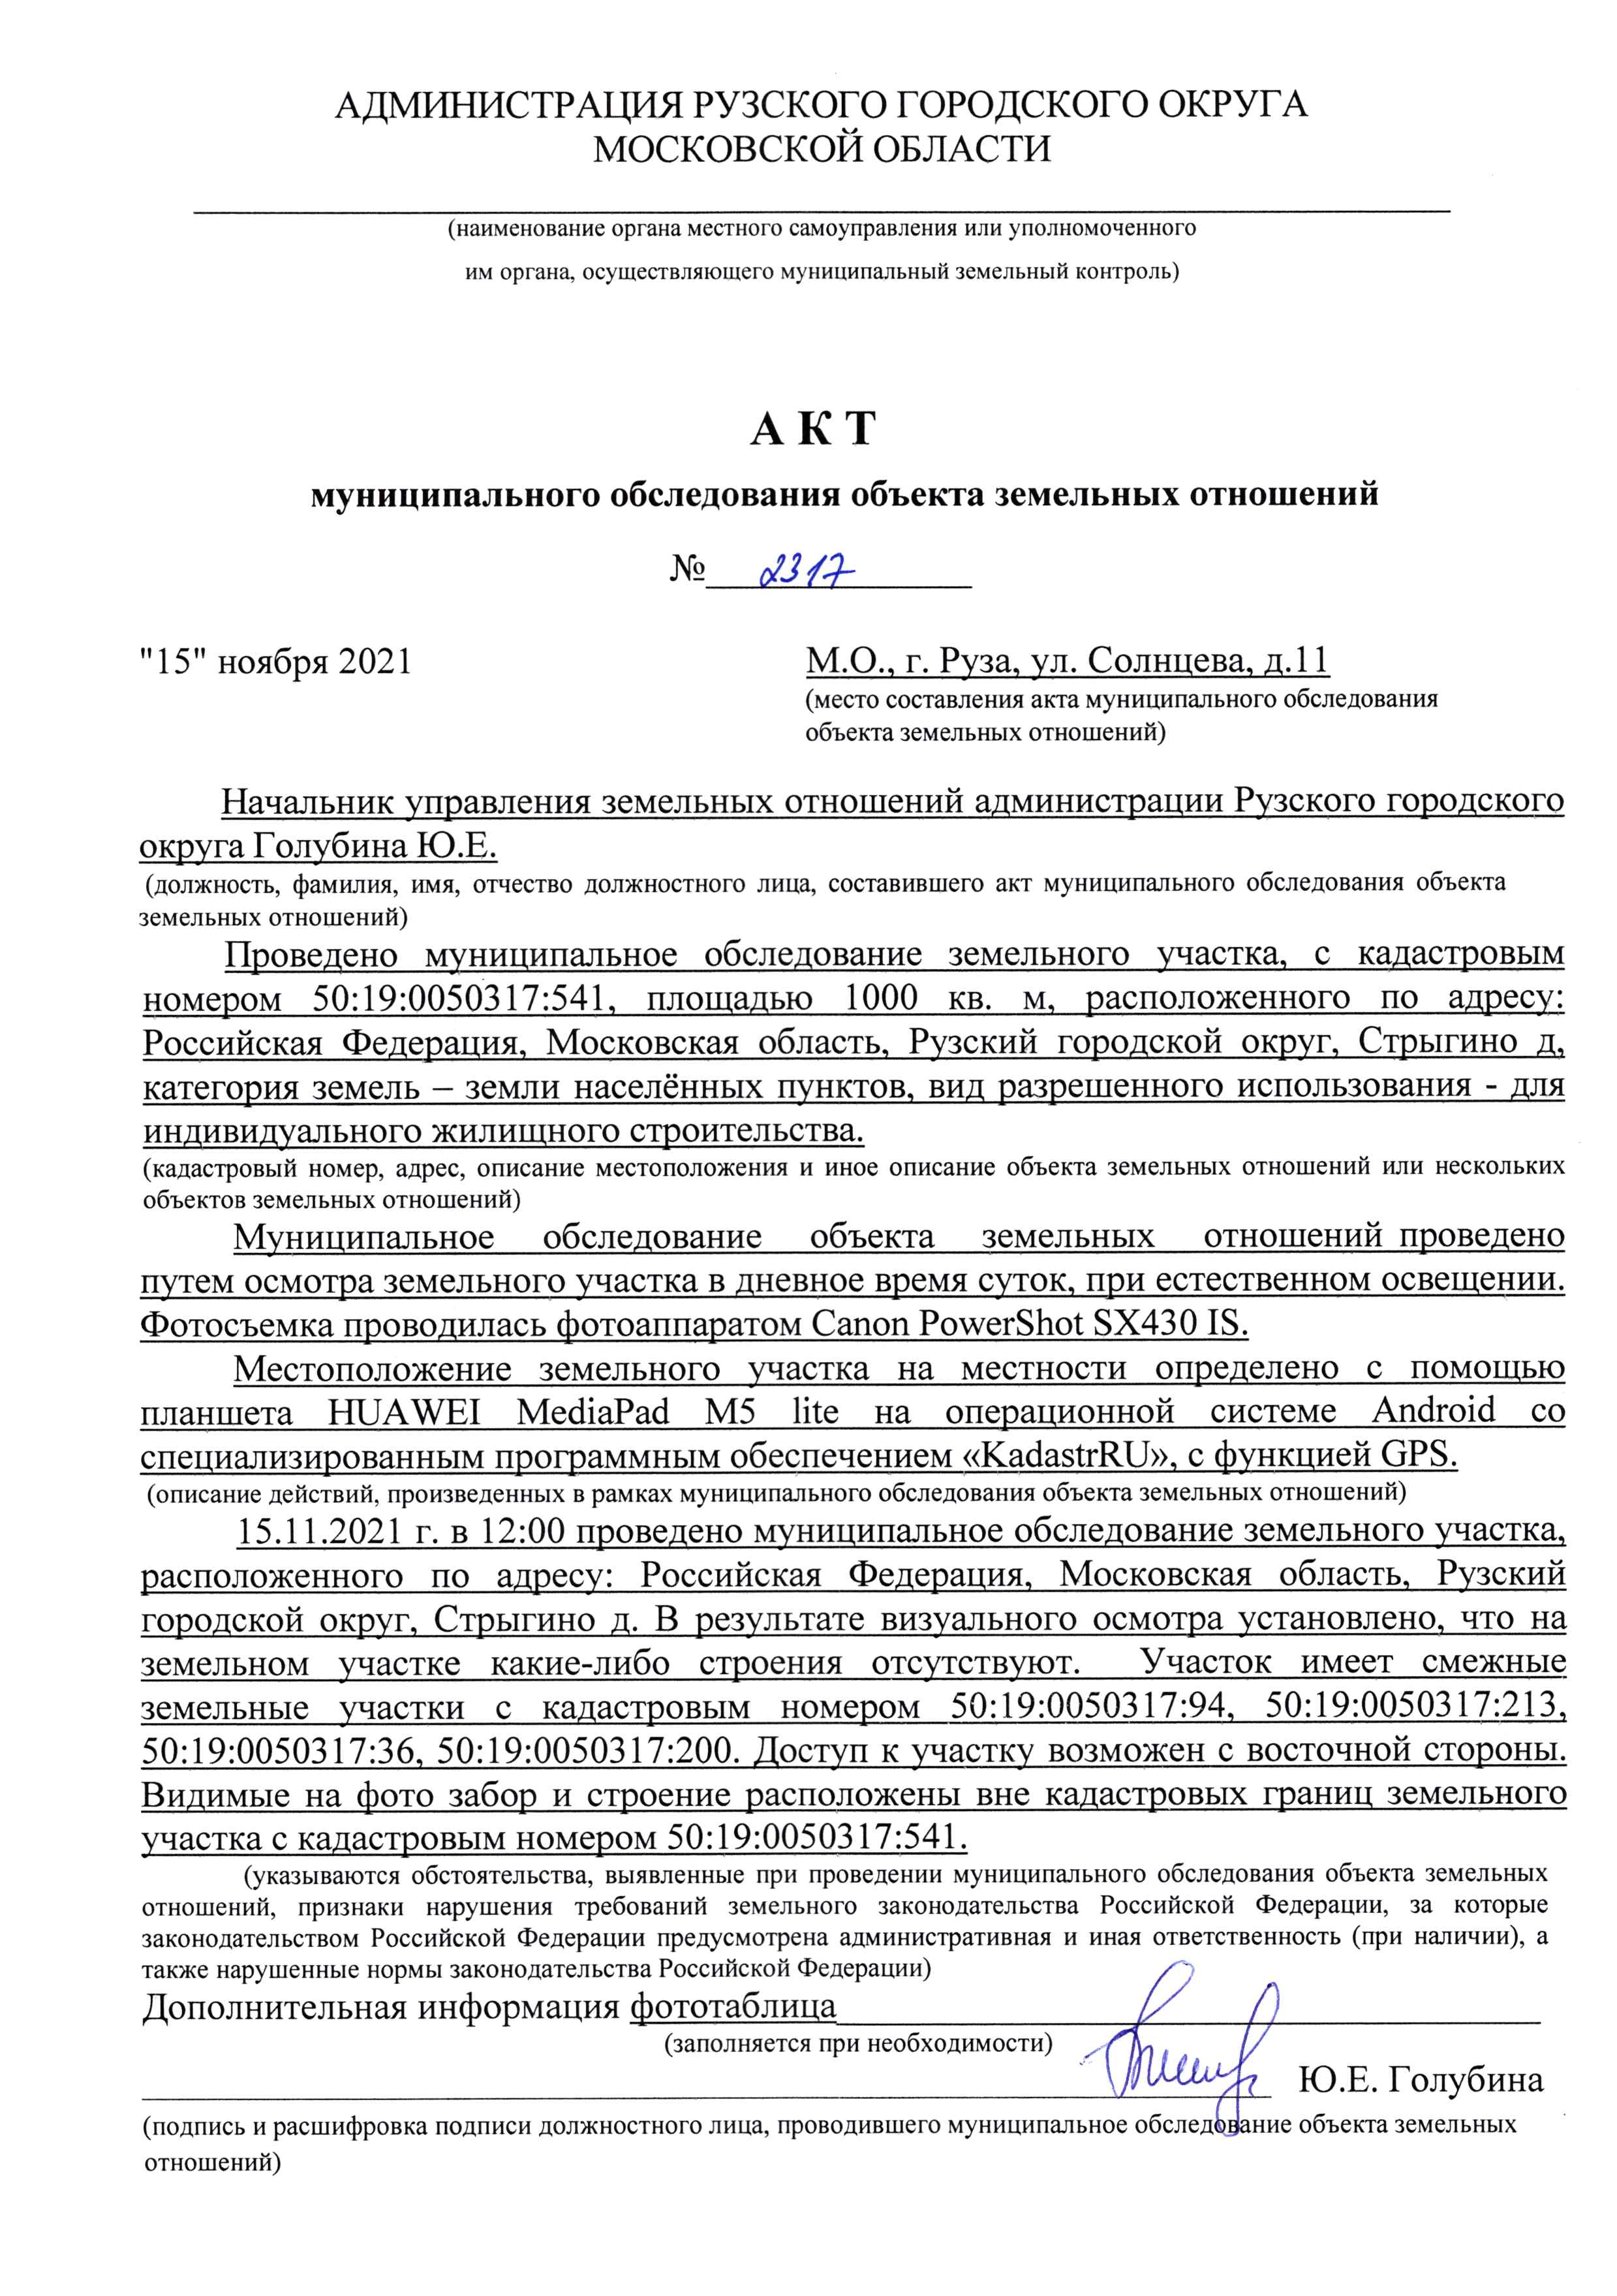 АДМИНИСТРАЦИЯ РУЗСКОГО ГОРОДСКОГО ОКРУГА
МОСКОВСКОЙ ОБЛАСТИ
(наименование органа местного самоуправления или уполномоченного
им органа, осуществляющего муниципальный земельный контроль)
А К Т
муниципального обследования объекта земельных отношений
№ 2317
"15" ноября 2021
М.О., г. Руза, ул. Солнцева, д.11
(место составления акта муниципального обследования
объекта земельных отношений)
Начальник управления земельных отношений администрации Рузского городского
округа Голубина Ю.Е.
(должность, фамилия, имя, отчество должностного лица, составившего акт муниципального обследования объекта
земельных отношений)
Проведено муниципальное обследование земельного участка, с кадастровым
номером 50:19:0050317:541, площадью 1000 кв. м, расположенного по адресу:
Российская Федерация, Московская область, Рузский городской округ, Стрыгино д,
категория земель – земли населённых пунктов, вид разрешенного использования - для
индивидуального жилищного строительства.
(кадастровый номер, адрес, описание местоположения и иное описание объекта земельных отношений или нескольких
объектов земельных отношений)
Муниципальное обследование объекта земельных отношений проведено
путем осмотра земельного участка в дневное время суток, при естественном освещении.
Фотосъемка проводилась фотоаппаратом Canon PowerShot SX430 IS.
Местоположение земельного участка на местности определено с помощью
планшета HUAWEI MediaPad M5 lite на операционной системе Android со
специализированным программным обеспечением «KadastrRU», с функцией GPS.
(описание действий, произведенных в рамках муниципального обследования объекта земельных отношений)
15.11.2021 г. в 12:00 проведено муниципальное обследование земельного участка,
расположенного по адресу: Российская Федерация, Московская область, Рузский
городской округ, Стрыгино д. В результате визуального осмотра установлено, что на
земельном участке какие-либо строения отсутствуют. Участок имеет смежные
земельные участки с кадастровым номером 50:19:0050317:94, 50:19:0050317:213,
50:19:0050317:36, 50:19:0050317:200. Доступ к участку возможен с восточной стороны.
Видимые на фото забор и строение расположены вне кадастровых границ земельного
участка с кадастровым номером 50:19:0050317:541.
(указываются обстоятельства, выявленные при проведении муниципального обследования объекта земельных
отношений, признаки нарушения требований земельного законодательства Российской Федерации, за которые
законодательством Российской Федерации предусмотрена административная и иная ответственность (при наличии), а
также нарушенные нормы законодательства Российской Федерации)
Дополнительная информация фототаблица
(заполняется при необходимости)
Ю.Е. Голубина
(подпись и расшифровка подписи должностного лица, проводившего муниципальное обследование объекта земельных
отношений)